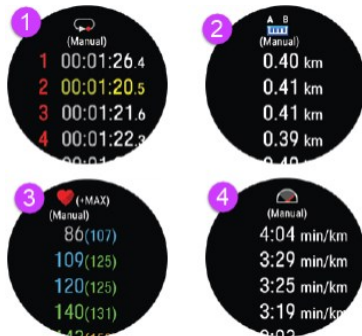 1
(Manual)
1 00:01:26.4
2 00:01:20.5
3 00:01:21.6
4 00:01:22.3
2
A B
(Manual)
0.40 km
0.41 km
0.41 km
0.39 km
3
(+MAX)
(Manual)
86(107)
109(125)
120(125)
140(131)
4
(Manual)
4:04 min/km
3:29 min/km
3:25 min/km
3:19 min/km